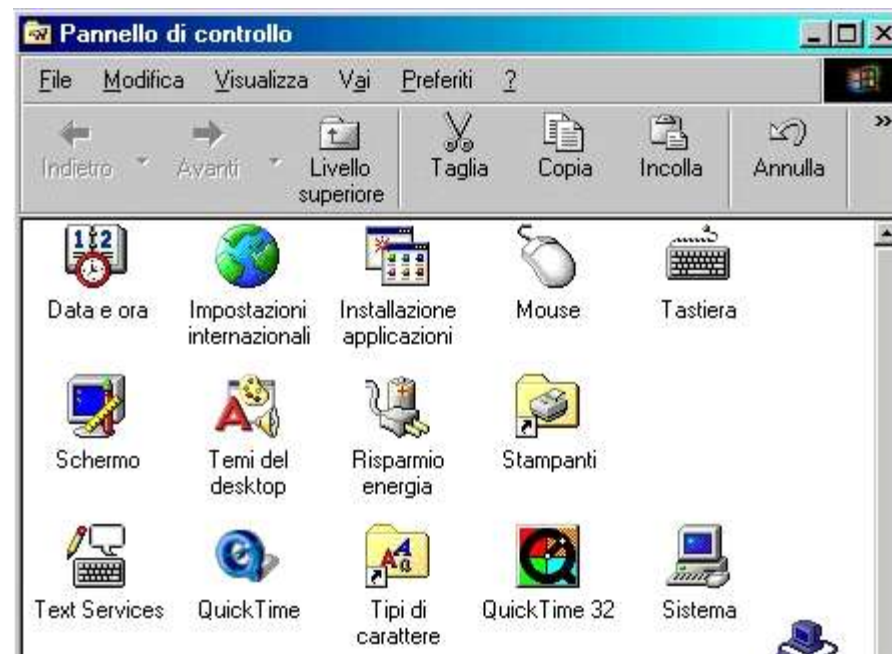 Pannello di controllo
File Modifica Visualizza Vai Preferiti ?
Indietro Avanti Livello superiore Taglia Copia Incolla Annulla »
Data e ora Impostazioni internazionali Installazione applicazioni Mouse Tastiera
Schermo Temi del desktop Risparmio energia Stampanti
Text Services QuickTime Tipi di carattere QuickTime 32 Sistema